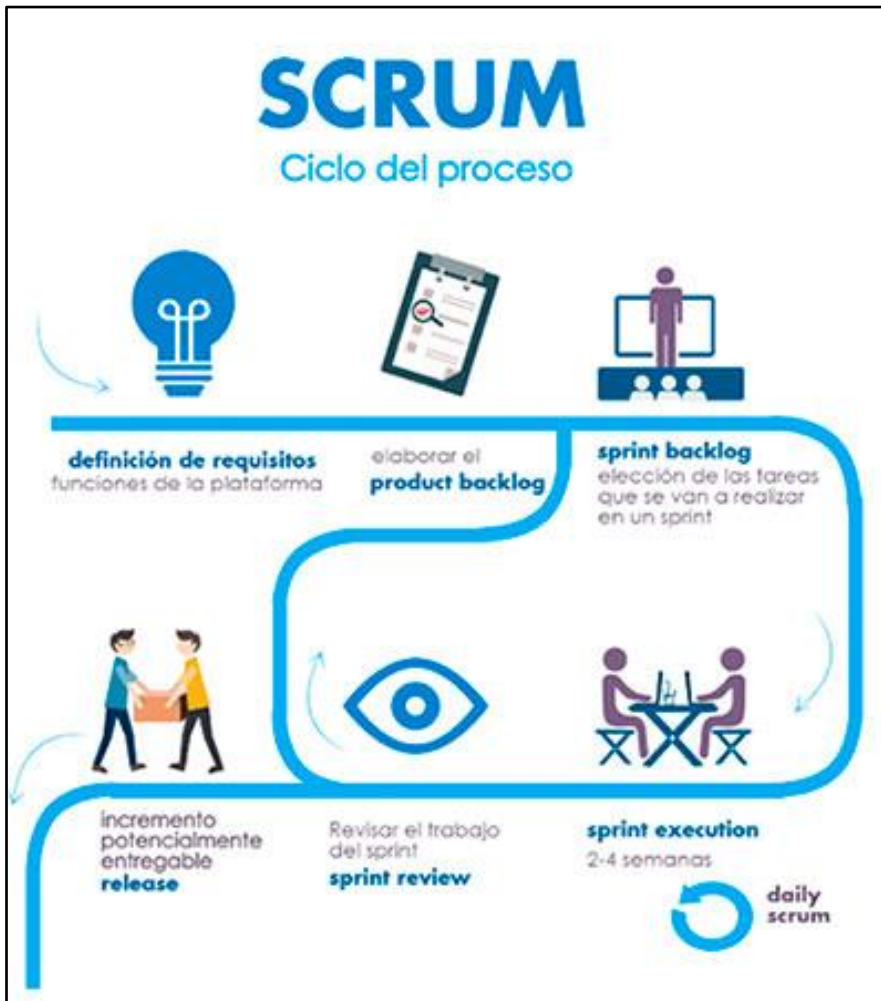 SCRUM
Ciclo del proceso
definición de requisitos
funciones de la plataforma
elaborar el
product backlog
sprint backlog
elección de las tareas
que se van a realizar
en un sprint
incremento
potencialmente
entregable
release
Revisar el trabajo
del sprint
sprint review
sprint execution
2-4 semanas
daily
scrum